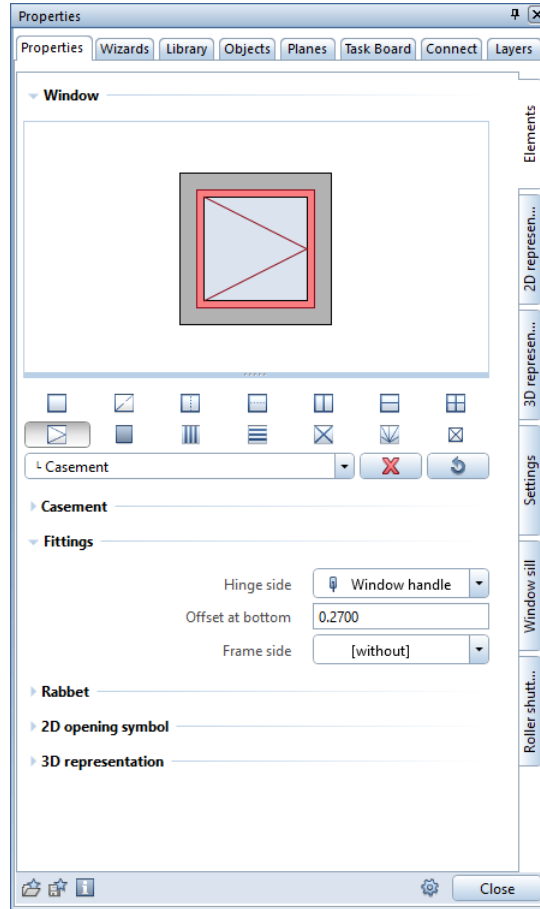 Properties
Properties Wizards Library Objects Planes Task Board Connect Layers
Window
Elements
2D represen...
3D represen...
Settings
Window sill
Roller shutt...
Casement
Casement
Fittings
Hinge side Window handle
Offset at bottom 0.2700
Frame side [without]
Rabbet
2D opening symbol
3D representation
Close